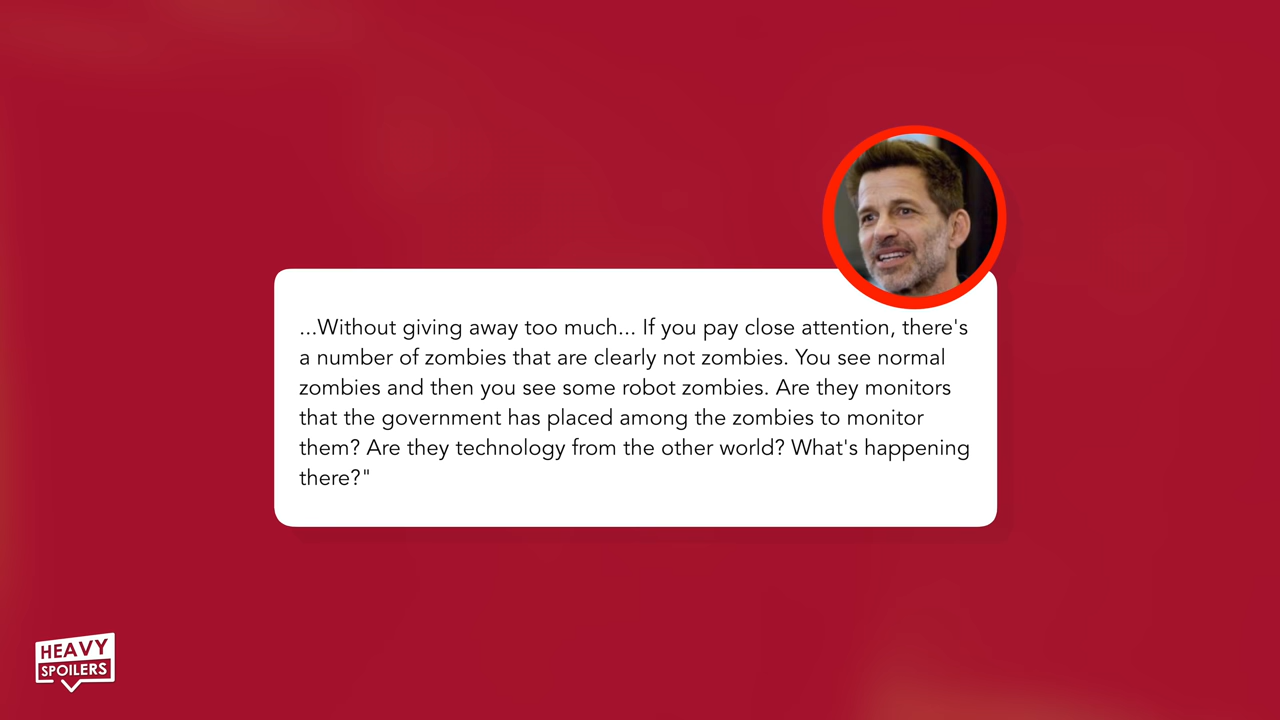 ...Without giving away too much... If you pay close attention, there's
a number of zombies that are clearly not zombies. You see normal
zombies and then you see some robot zombies. Are they monitors
that the government has placed among the zombies to monitor
them? Are they technology from the other world? What's happening
there?"
HEAVY
SPOILERS